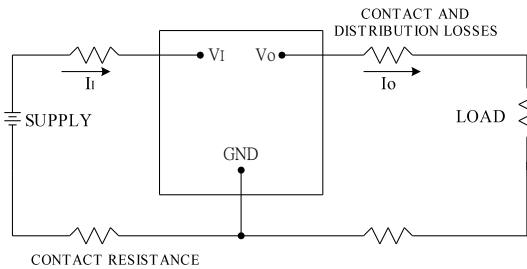 CONTACT AND
DISTRIBUTION LOSSES
VI
VO
II
IO
SUPPLY
LOAD
GND
CONTACT RESISTANCE